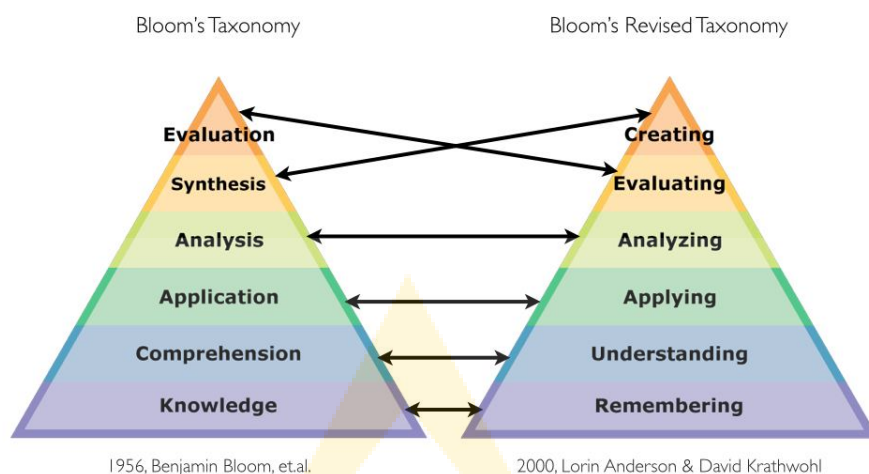 Bloom's Taxonomy
Bloom's Revised Taxonomy
Evaluation
Creating
Synthesis
Evaluating
Analysis
Analyzing
Application
Applying
Comprehension
Understanding
Knowledge
Remembering
1956, Benjamin Bloom, et.al.
2000, Lorin Anderson & David Krathwohl